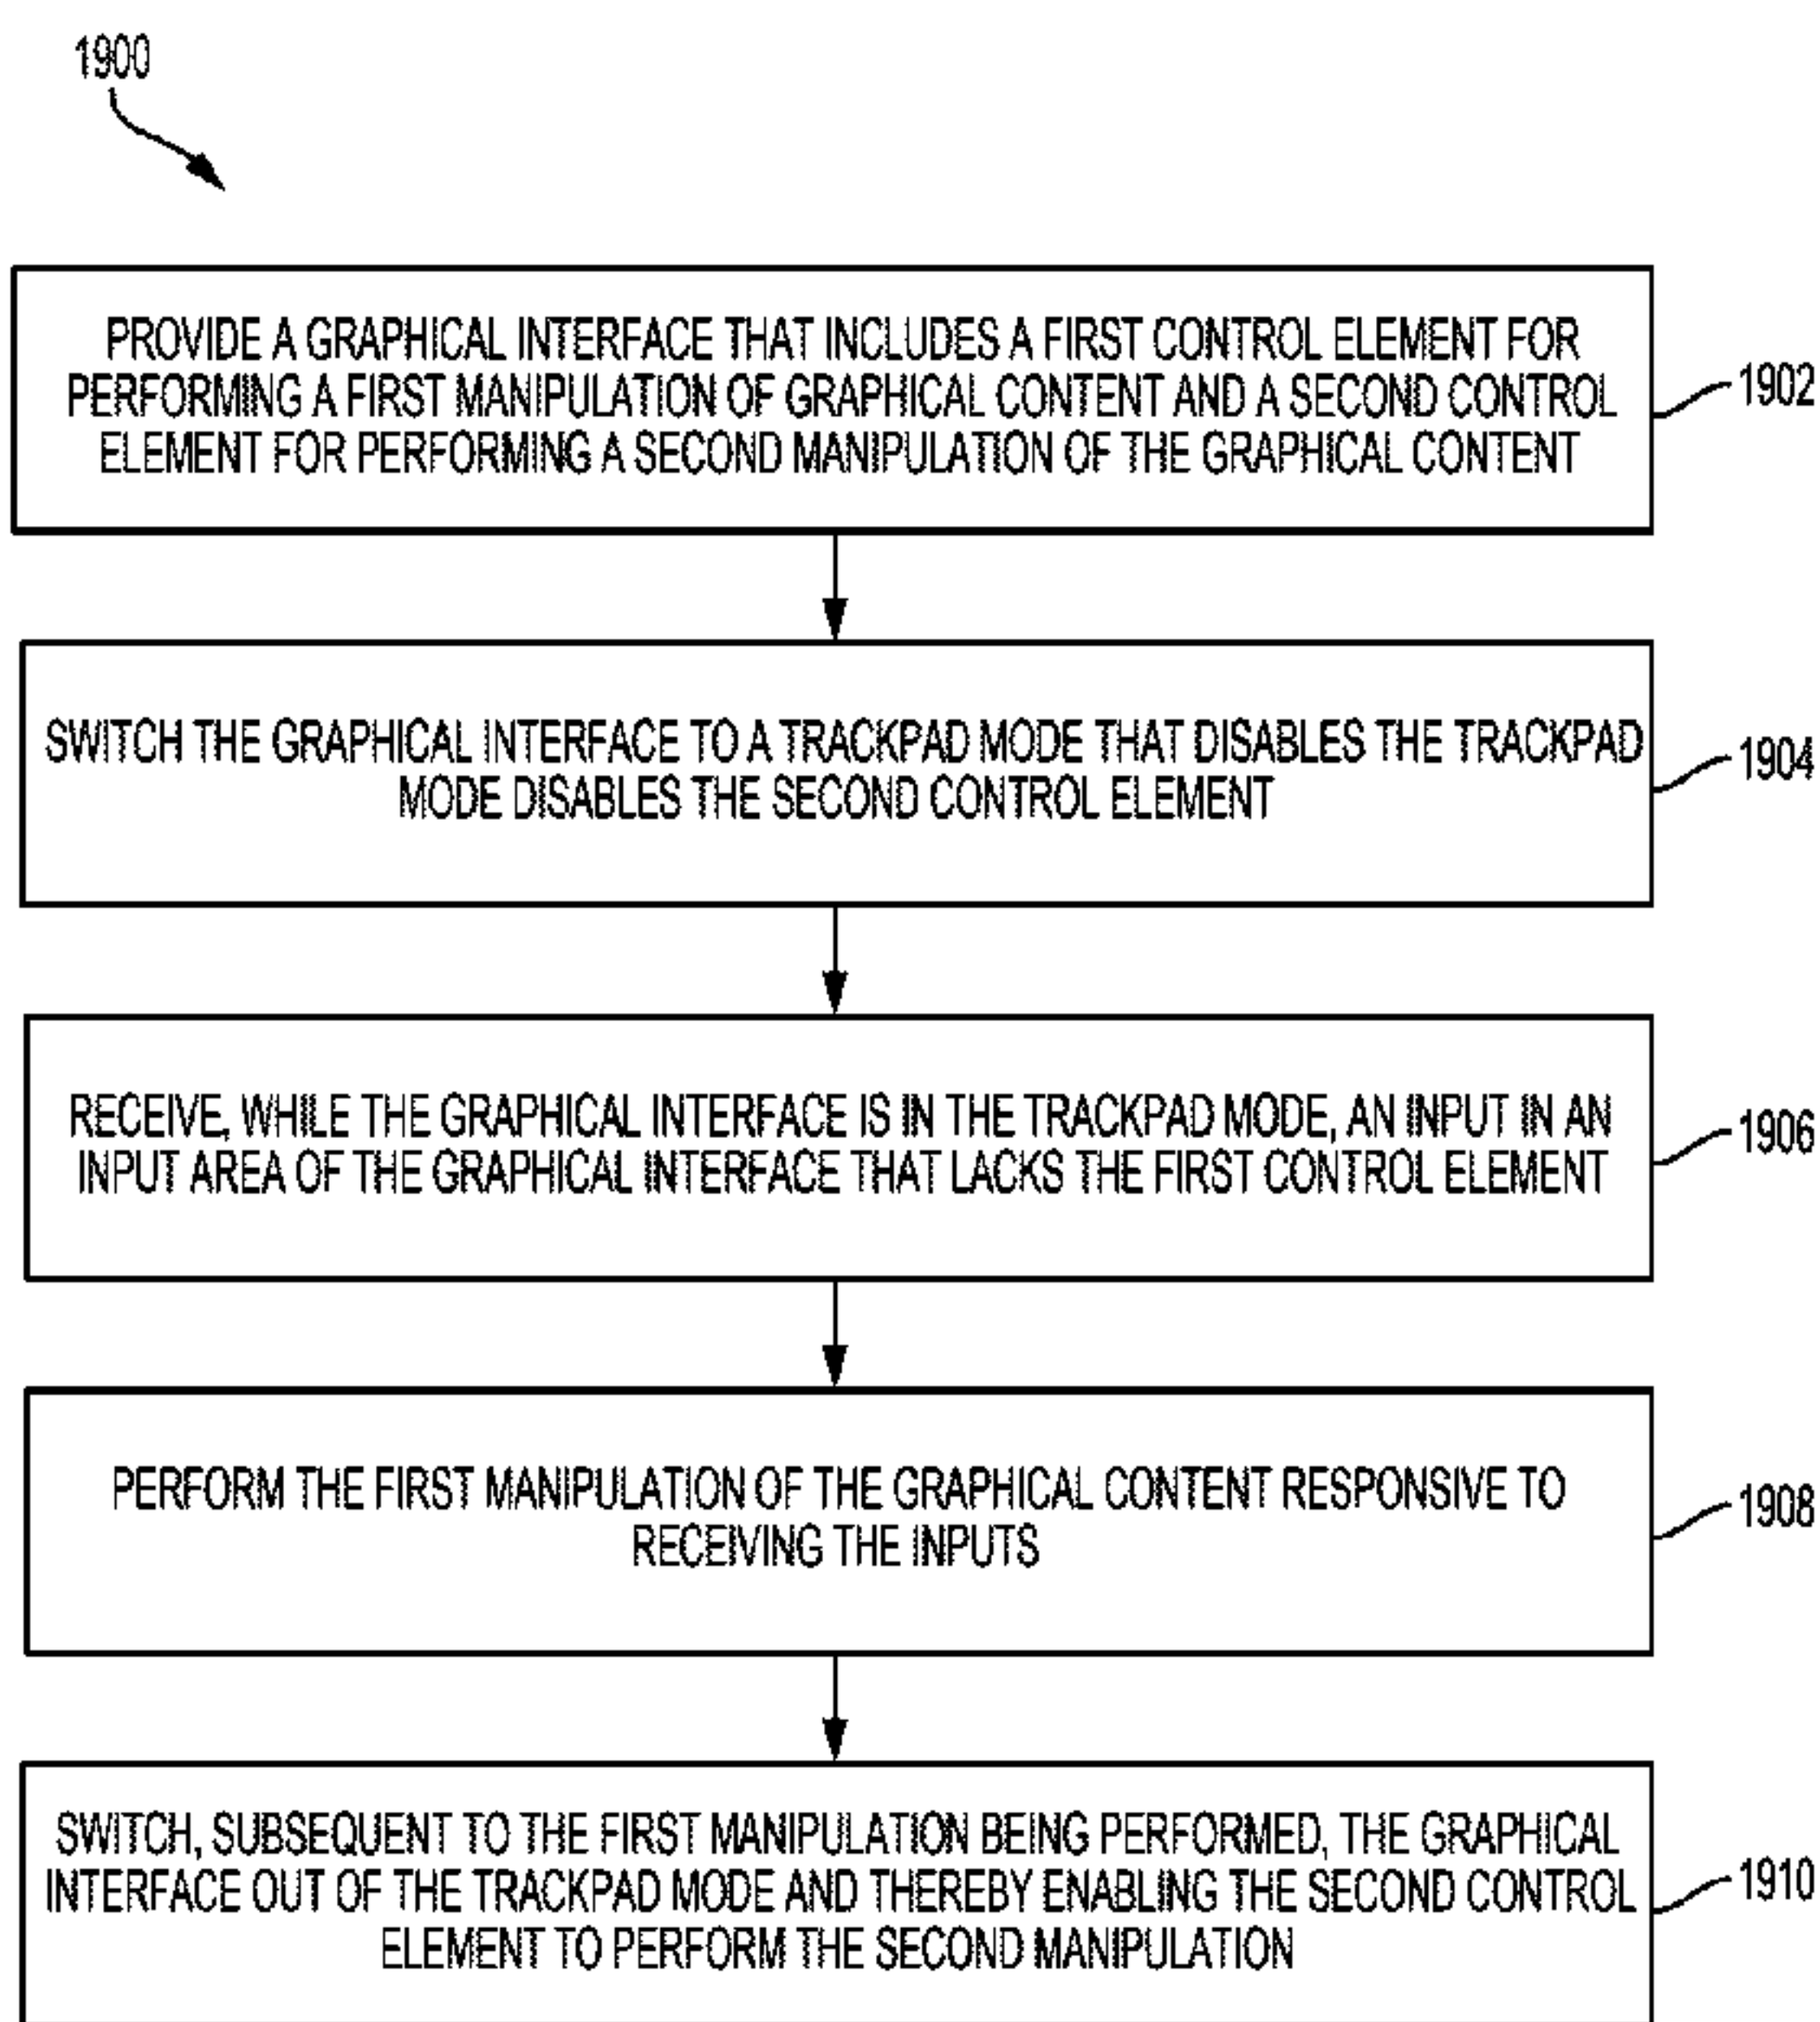 1900
PROVIDE A GRAPHICAL INTERFACE THAT INCLUDES A FIRST CONTROL ELEMENT FOR
PERFORMING A FIRST MANIPULATION OF GRAPHICAL CONTENT AND A SECOND CONTROL
ELEMENT FOR PERFORMING A SECOND MANIPULATION OF THE GRAPHICAL CONTENT
1902
SWITCH THE GRAPHICAL INTERFACE TO A TRACKPAD MODE THAT DISABLES THE TRACKPAD
MODE DISABLES THE SECOND CONTROL ELEMENT
1904
RECEIVE, WHILE THE GRAPHICAL INTERFACE IS IN THE TRACKPAD MODE, AN INPUT IN AN
INPUT AREA OF THE GRAPHICAL INTERFACE THAT LACKS THE FIRST CONTROL ELEMENT
1906
PERFORM THE FIRST MANIPULATION OF THE GRAPHICAL CONTENT RESPONSIVE TO
RECEIVING THE INPUTS
1908
SWITCH, SUBSEQUENT TO THE FIRST MANIPULATION BEING PERFORMED, THE GRAPHICAL
INTERFACE OUT OF THE TRACKPAD MODE AND THEREBY ENABLING THE SECOND CONTROL
ELEMENT TO PERFORM THE SECOND MANIPULATION
1910